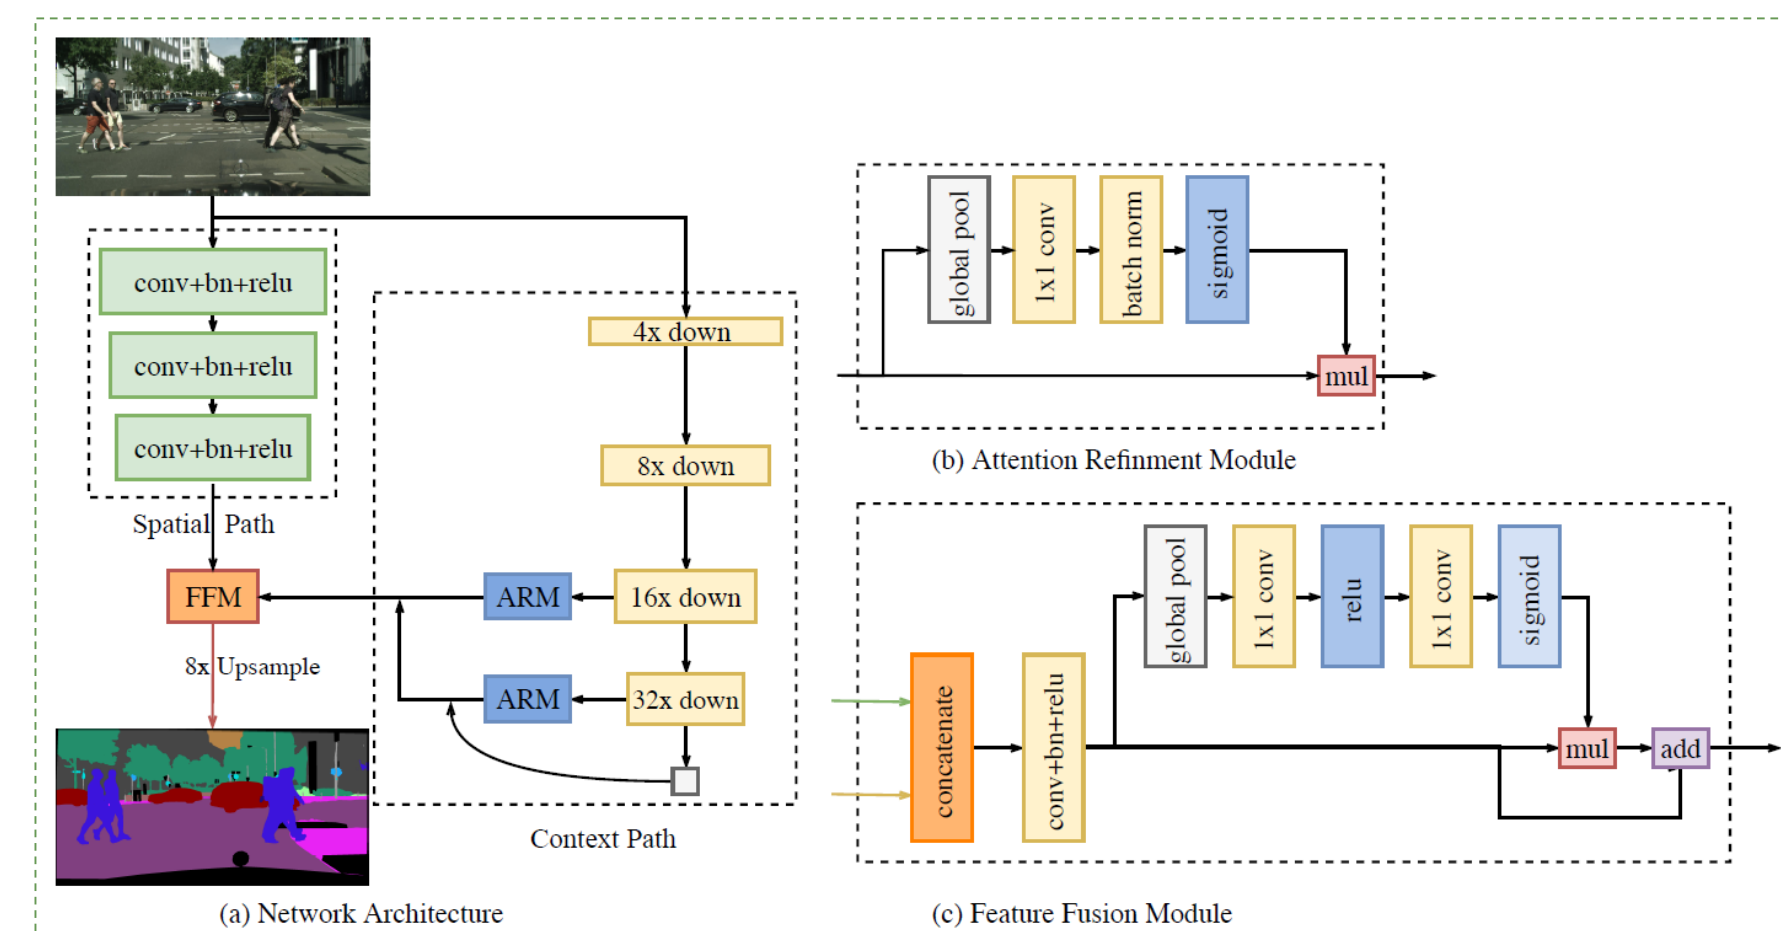 conv+bn+relu
conv+bn+relu
conv+bn+relu
Spatial Path
FFM
8x Upsample
4x down
8x down
16x down
ARM
32x down
ARM
Context Path
(a) Network Architecture
global pool
1x1 conv
batch norm
sigmoid
mul
(b) Attention Refinment Module
concatenate
conv+bn+relu
global pool
1x1 conv
relu
1x1 conv
sigmoid
mul
add
(c) Feature Fusion Module